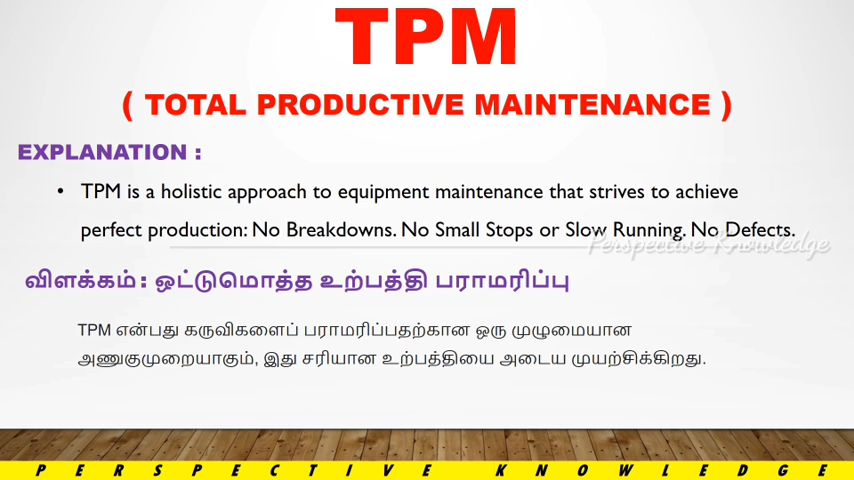 TPM
( TOTAL PRODUCTIVE MAINTENANCE )
EXPLANATION :
• TPM is a holistic approach to equipment maintenance that strives to achieve
perfect production: No Breakdowns. No Small Stops or Slow Running. No Defects.
Perspective Knowledge
விளக்கம் : ஒட்டுமொத்த உற்பத்தி பராமரிப்பு
TPM என்பது கருவிகளைப் பராமரிப்பதற்கான ஒரு முழுமையான
அணுகுமுறையாகும், இது சரியான உற்பத்தியை அடைய முயற்சிக்கிறது.
PERSPECTIVE KNOWLEDGE